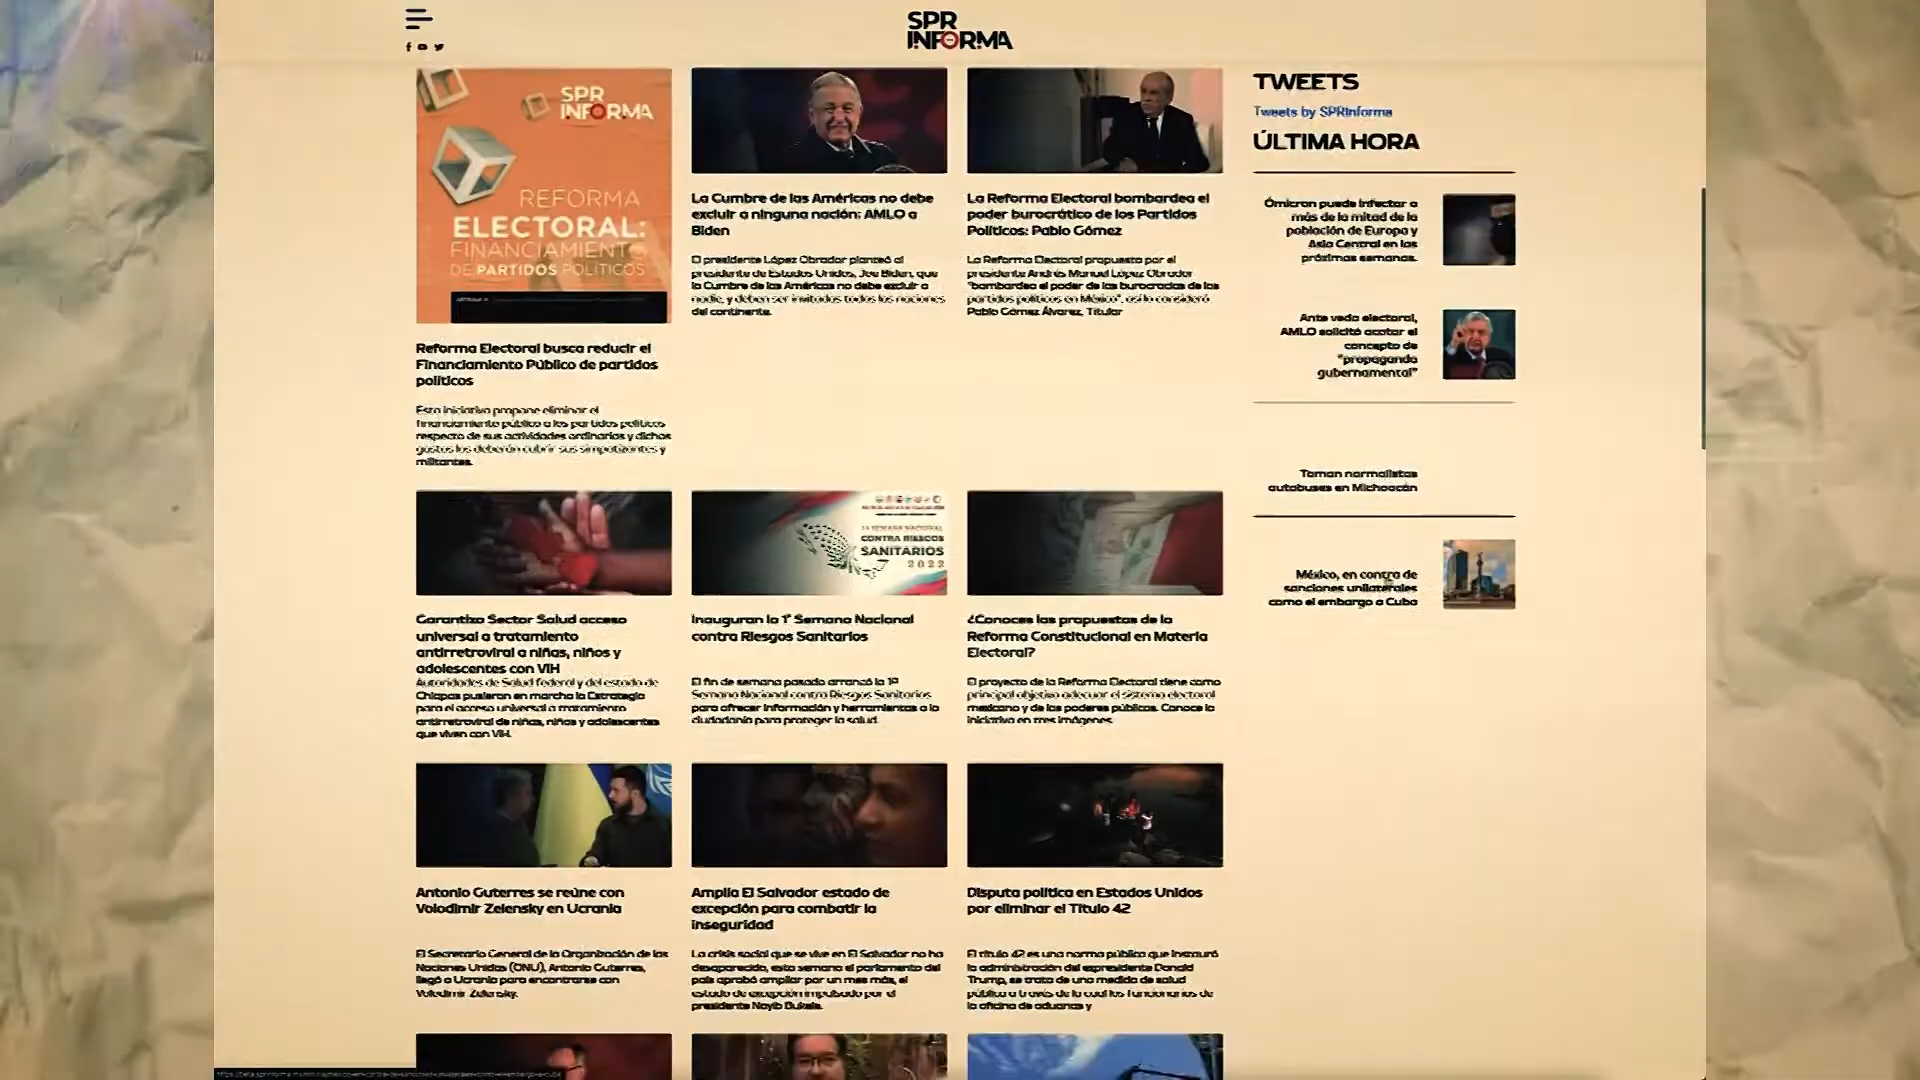 SPR
INFORMA
SPR
INFORMA
REFORMA
ELECTORAL:
FINANCIAMIENTO
DE PARTIDOS POLÍTICOS
Reforma Electoral busca reducir el
Financiamiento Público de partidos
políticos
Esta iniciativa propone eliminar el
financiamiento público a los partidos políticos
respecto de sus actividades ordinarias y dichos
gastos los deberán cubrir sus simpatizantes y
militantes.
La Cumbre de las Américas no debe
excluir a ninguna nación: AMLO a
Biden
El presidente López Obrador planteó al
presidente de Estados Unidos, Joe Biden, que
la Cumbre de las Américas no debe excluir a
nadie, y deben ser invitados todas las naciones
del continente.
La Reforma Electoral bombardea el
poder burocrático de los Partidos
Políticos: Pablo Gómez
La Reforma Electoral propuesta por el
presidente Andrés Manuel López Obrador
"bombardea el poder de las burocracias de los
partidos políticos en México", así lo consideró
Pablo Gómez Álvarez, Titular
TWEETS
Tweets by SPRInforma
ÚLTIMA HORA
Ómicron puede infectar a
más de la mitad de la
población de Europa y
Asia Central en las
próximas semanas.
Ante veda electoral,
AMLO solicitó acotar el
concepto de
"propaganda
gubernamental"
Toman normalistas
autobuses en Michoacán
México, en contra de
sanciones unilaterales
como el embargo a Cuba
Garantiza Sector Salud acceso
universal a tratamiento
antirretroviral a niñas, niños y
adolescentes con VIH
Autoridades de Salud federal y del estado de
Chiapas pusieron en marcha la Estrategia
para el acceso universal a tratamiento
antirretroviral de niñas, niños y adolescentes
que viven con VIH.
1ª SEMANA NACIONAL
CONTRA RIESGOS
SANITARIOS
2022
Inauguran la 1ª Semana Nacional
contra Riesgos Sanitarios
El fin de semana pasado arrancó la 1ª
Semana Nacional contra Riesgos Sanitarios
para ofrecer información y herramientas a la
ciudadanía para proteger la salud.
¿Conoces las propuestas de la
Reforma Constitucional en Materia
Electoral?
El proyecto de la Reforma Electoral tiene como
principal objetivo adecuar el sistema electoral
mexicano y de los poderes públicos. Conoce la
iniciativa en tres imágenes.
Antonio Guterres se reúne con
Volodimir Zelensky en Ucrania
El Secretario General de la Organización de las
Naciones Unidas (ONU), Antonio Guterres,
llegó a Ucrania para encontrarse con
Volodimir Zelensky.
Amplia El Salvador estado de
excepción para combatir la
inseguridad
La crisis social que se vive en El Salvador no ha
desaparecido, esta semana el parlamento del
país aprobó ampliar por un mes más, el
estado de excepción impulsado por el
presidente Nayib Bukele.
Disputa política en Estados Unidos
por eliminar el Título 42
El título 42 es una norma pública que instauró
la administración del expresidente Donald
Trump, se trata de una medida de salud
pública a través de la cual los funcionarios de
la oficina de aduanas y